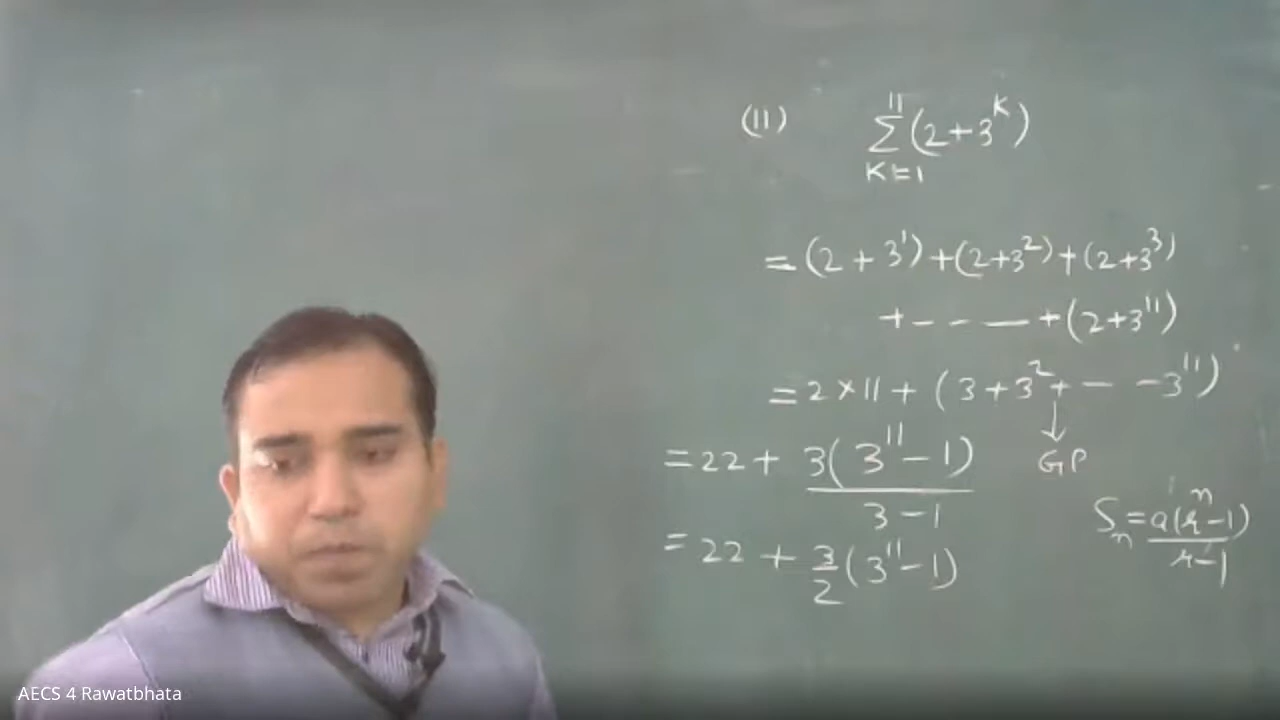 (11) 11
Σ(2+3^K)
K=1
=(2+3^1)+(2+3^2)+(2+3^3)
+- - — +(2+3^11)
=2×11+(3+3^2+- -3^11)
↓
GP
=22+ 3(3^11-1)/3-1
S_n=a(r^n-1)/r-1
=22 + 3/2(3^11-1)
AECS 4 Rawatbhata